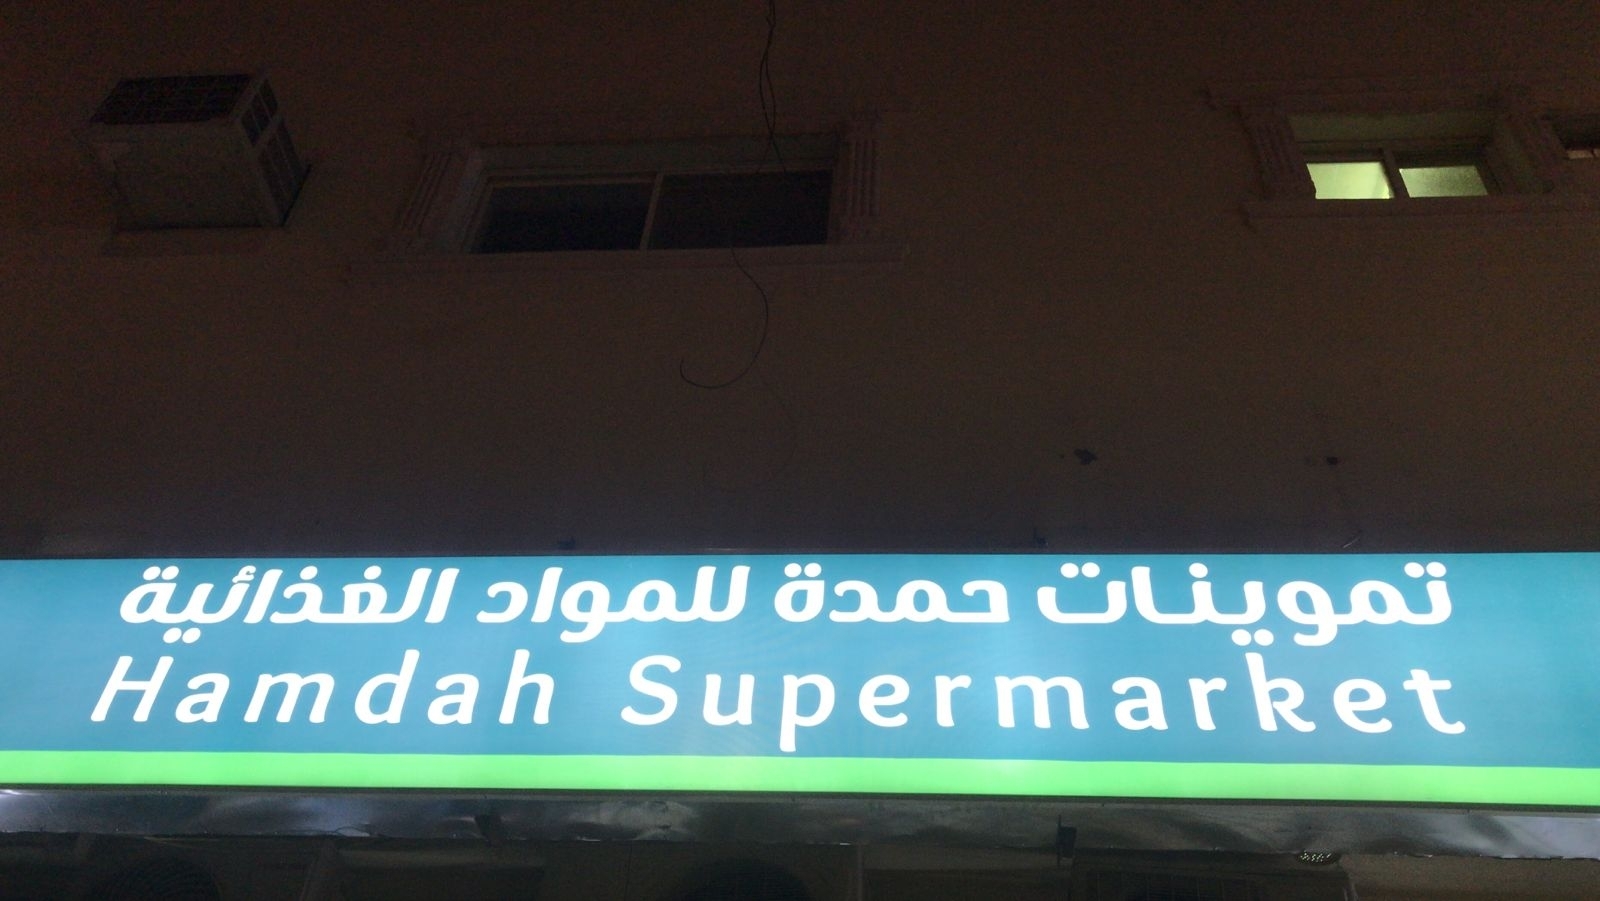 تموينات حمدة للمواد الغذائية
Hamdah Supermarket